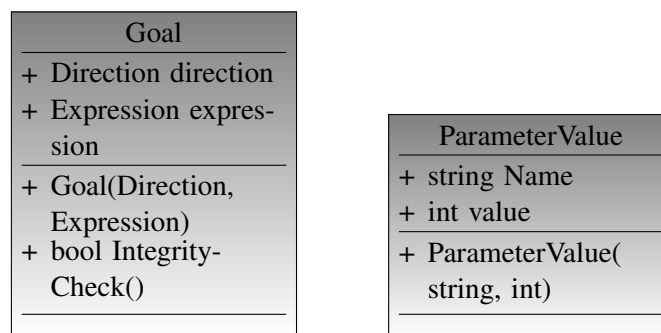 Goal
+ Direction direction
+ Expression expres-
sion
+ Goal(Direction,
Expression)
+ bool Integrity-
Check()
ParameterValue
+ string Name
+ int value
+ ParameterValue(
string, int)